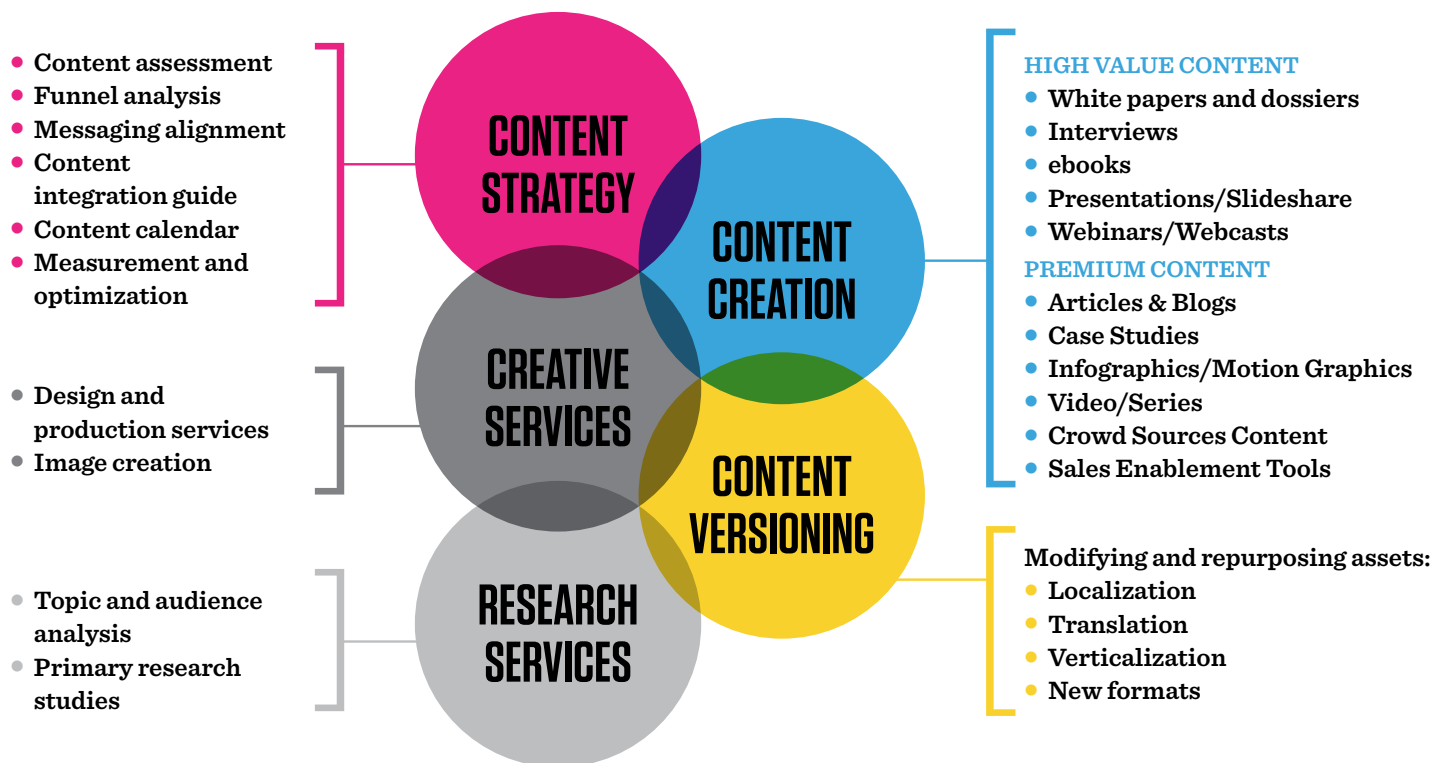 Content assessment
Funnel analysis
Messaging alignment
Content
integration guide
Content calendar
Measurement and
optimization
CONTENT
STRATEGY
HIGH VALUE CONTENT
White papers and dossiers
Interviews
ebooks
Presentations/Slideshare
Webinars/Webcasts
PREMIUM CONTENT
Articles & Blogs
Case Studies
Infographics/Motion Graphics
Video/Series
Crowd Sources Content
Sales Enablement Tools
CONTENT
CREATION
Design and
production services
Image creation
CREATIVE
SERVICES
CONTENT
VERSIONING
Modifying and repurposing assets:
Localization
Translation
Verticalization
New formats
Topic and audience
analysis
Primary research
studies
RESEARCH
SERVICES